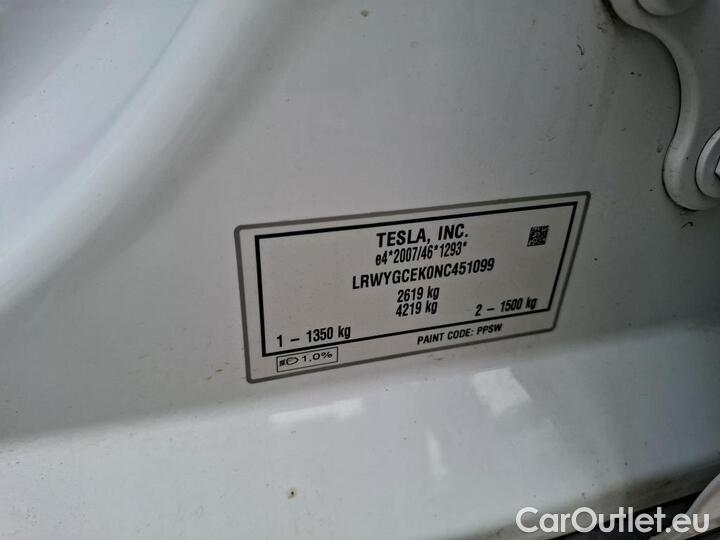 TESLA, INC.
e4*2007/46*1293*
LRWYGCEK0NC451099
2619 kg
4219 kg
1 – 1350 kg
2 – 1500 kg
PAINT CODE: PPSW
1.0%
CarOutlet.eu